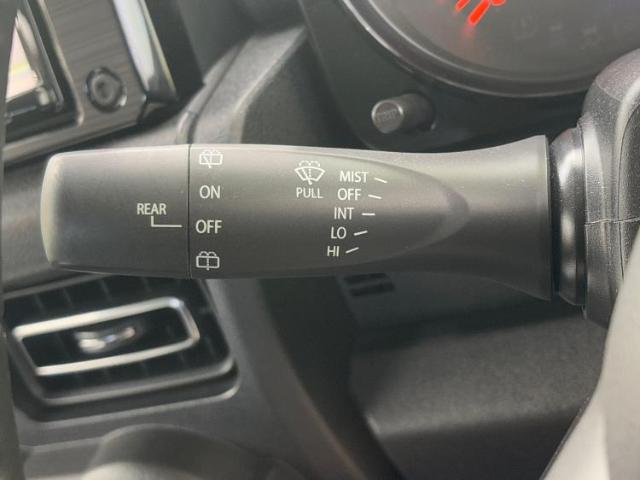 REAR
ON
OFF
PULL
MIST
OFF
INT
LO
HI